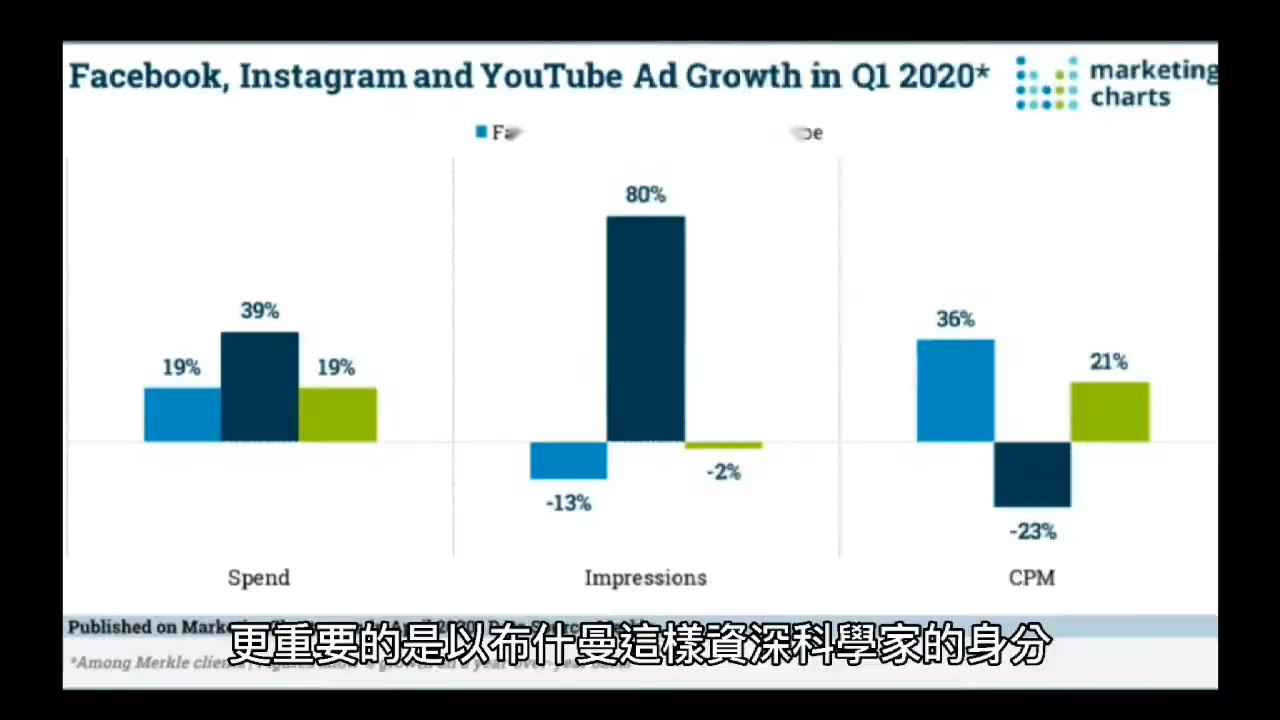 Facebook, Instagram and YouTube Ad Growth in Q1 2020*
marketing
charts
80%
39%
19%
19%
36%
21%
-13%
-2%
-23%
Spend
Impressions
CPM
Published on
更重要的是以布什曼這樣資深科學家的身分
*Among Merkle